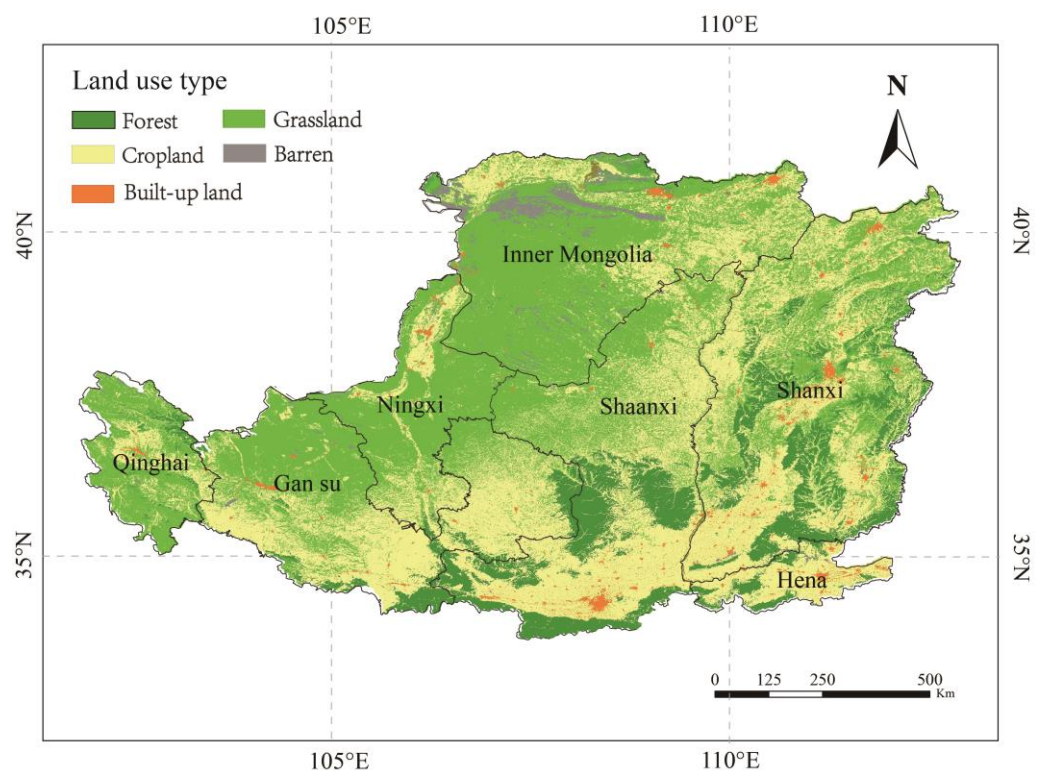 105°E 110°E
Land use type
N
Forest Grassland
Cropland Barren
Built-up land
40°N 40°N
Inner Mongolia
Ningxi Shaanxi Shanxi
Qinghai
Gan su
35°N 35°N
Hena
0 125 250 500
Km
105°E 110°E